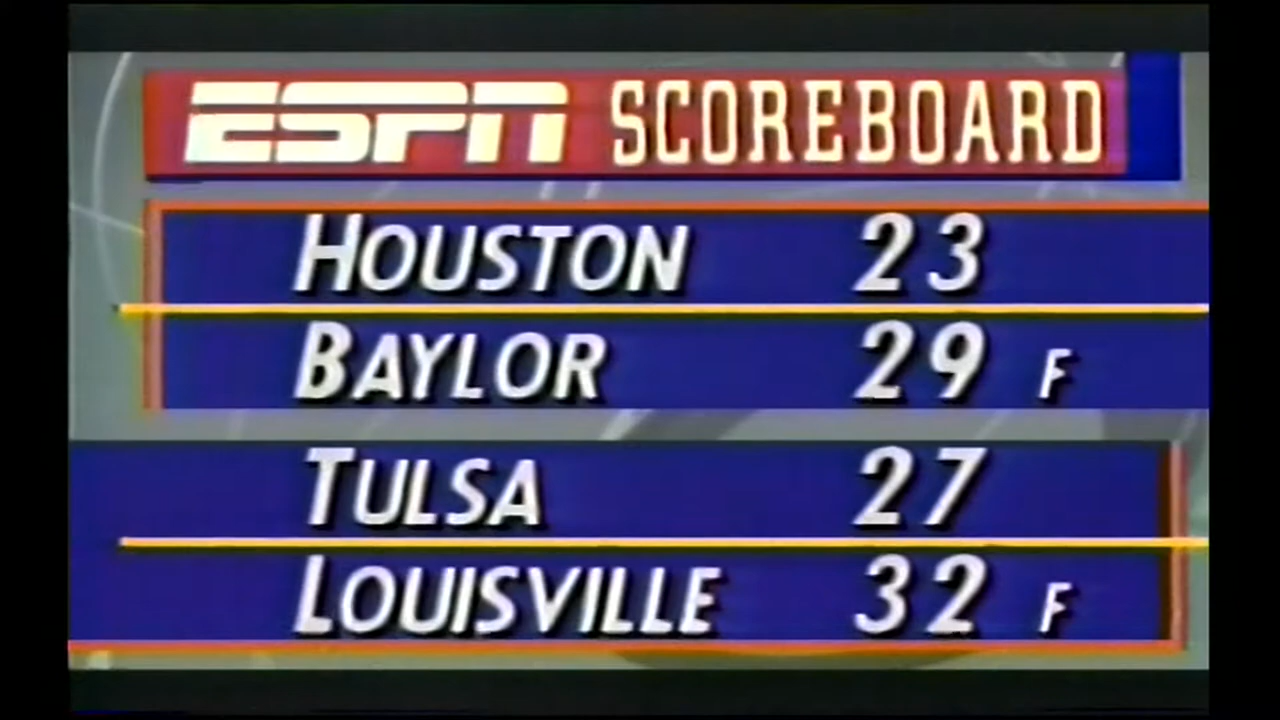 ESPN SCOREBOARD
HOUSTON 23
BAYLOR 29 F
TULSA 27
LOUISVILLE 32 F